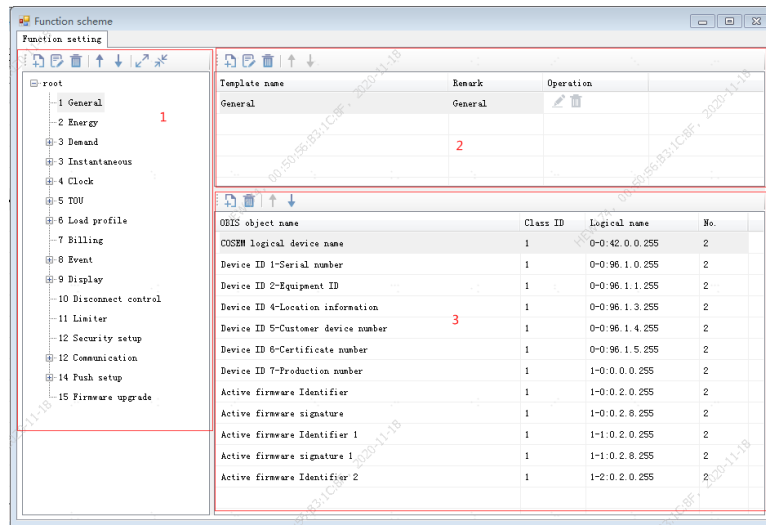 Function scheme
Function setting
root
1 General
2 Energy
3 Demand
3 Instantaneous
4 Clock
5 TOU
6 Load profile
7 Billing
8 Event
9 Display
10 Disconnect control
11 Limiter
12 Security setup
12 Communication
14 Push setup
15 Firmware upgrade
1
Template name Remark Operation
General General
2
OBIS object name Class ID Logical name No.
COSEM logical device name 1 0-0:42.0.0.255 2
Device ID 1-Serial number 1 0-0:96.1.0.255 2
Device ID 2-Equipment ID 1 0-0:96.1.1.255 2
Device ID 4-Location information 1 0-0:96.1.3.255 2
Device ID 5-Customer device number 1 0-0:96.1.4.255 2
Device ID 6-Certificate number 1 0-0:96.1.5.255 2
Device ID 7-Production number 1 1-0:0.0.0.255 2
Active firmware Identifier 1 1-0:0.2.0.255 2
Active firmware signature 1 1-0:0.2.8.255 2
Active firmware Identifier 1 1 1-1:0.2.0.255 2
Active firmware signature 1 1 1-1:0.2.8.255 2
Active firmware Identifier 2 1 1-2:0.2.0.255 2
3